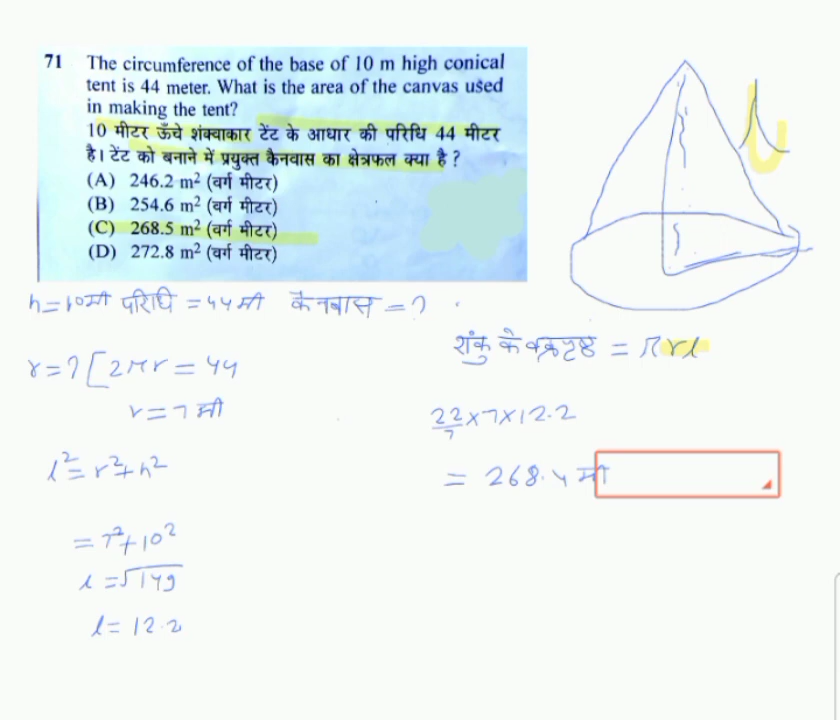 71 The circumference of the base of 10 m high conical
tent is 44 meter. What is the area of the canvas used
in making the tent?
10 मीटर ऊँचे शंक्वाकार टेंट के आधार की परिधि 44 मीटर
है। टेंट को बनाने में प्रयुक्त कैनवास का क्षेत्रफल क्या है ?
(A) 246.2 m² (वर्ग मीटर)
(B) 254.6 m² (वर्ग मीटर)
(C) 268.5 m² (वर्ग मीटर)
(D) 272.8 m² (वर्ग मीटर)
h=10मी परिधि =44मी केनबास =?
r=? [2πr = 44
r=7मी
l²=r²+h²
=7²+10²
l=√149
l= 12.2
शंकु के वक्रपृष्ठ = πrl
22/7×7×12.2
= 268.4 मी